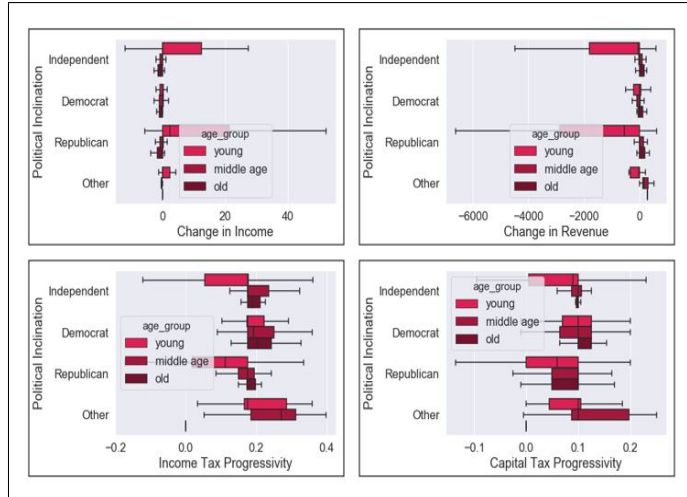 Political Inclination
Independent
Democrat
Republican
Other
age_group
young
middle age
old
0
20
40
Change in Income
Political Inclination
Independent
Democrat
Republican
Other
age_group
young
middle age
old
−6000
−4000
−2000
0
Change in Revenue
Political Inclination
Independent
Democrat
Republican
Other
age_group
young
middle age
old
−0.2
0.0
0.2
0.4
Income Tax Progressivity
Political Inclination
Independent
Democrat
Republican
Other
age_group
young
middle age
old
−0.1
0.0
0.1
0.2
Capital Tax Progressivity